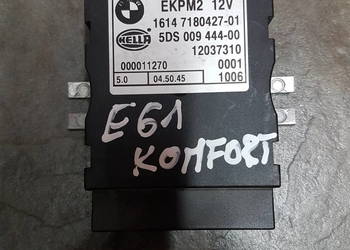 BMW
EKPM2 12V
1614 7180427-01
HELLA
5DS 009 444-00
12037310
000011270 0001
5.0 04.50.45 1006
E61
KOMFORT